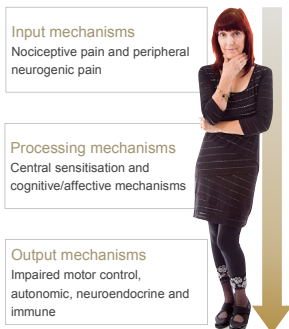 Input mechanisms
Nociceptive pain and peripheral
neurogenic pain
Processing mechanisms
Central sensitisation and
cognitive/affective mechanisms
Output mechanisms
Impaired motor control,
autonomic, neuroendocrine and
immune